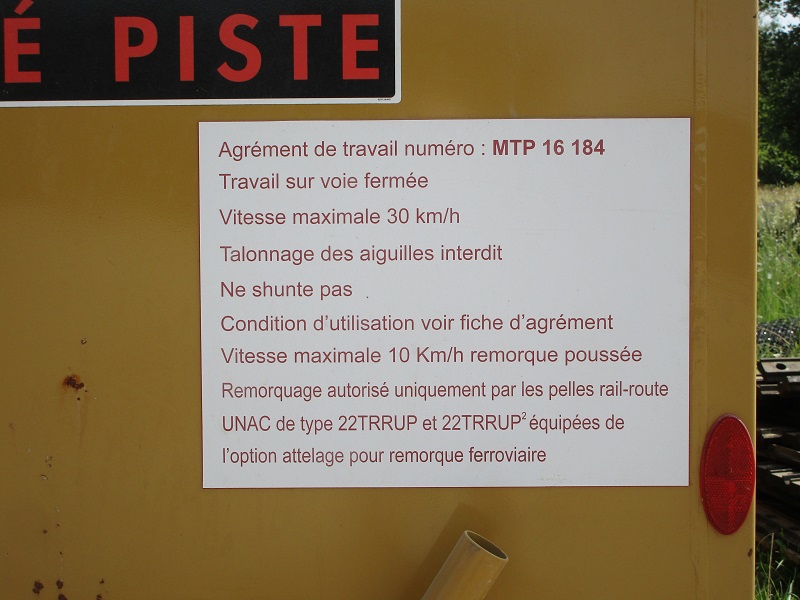 É PISTE
Agrément de travail numéro : MTP 16 184
Travail sur voie fermée
Vitesse maximale 30 km/h
Talonnage des aiguilles interdit
Ne shunte pas
Condition d'utilisation voir fiche d'agrément
Vitesse maximale 10 Km/h remorque poussée
Remorquage autorisé uniquement par les pelles rail-route
UNAC de type 22TRRUP et 22TRRUP² équipées de
l'option attelage pour remorque ferroviaire